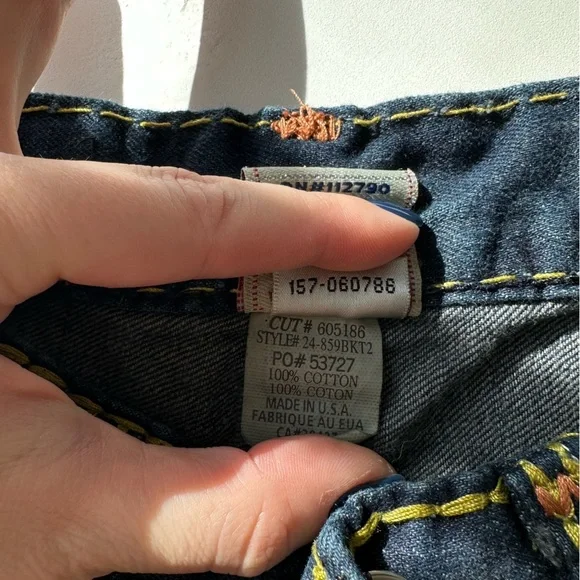 RN#112790
157-060786
CUT# 605186
STYLE# 24-859BKT2
PO# 53727
100% COTTON
100% COTON
MADE IN U.S.A.
FABRIQUE AU EUA